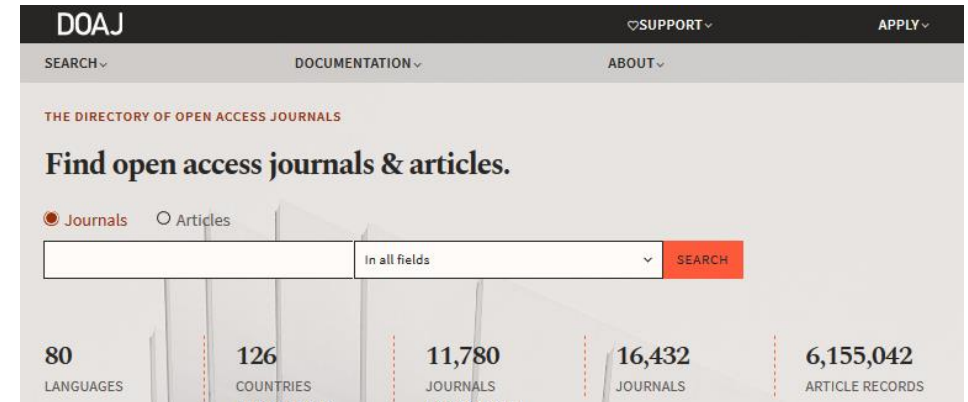 DOAJ
♡SUPPORT
APPLY
SEARCH
DOCUMENTATION
ABOUT
THE DIRECTORY OF OPEN ACCESS JOURNALS
Find open access journals & articles.
Journals
Articles
In all fields
SEARCH
80
LANGUAGES
126
COUNTRIES
11,780
JOURNALS
16,432
JOURNALS
6,155,042
ARTICLE RECORDS